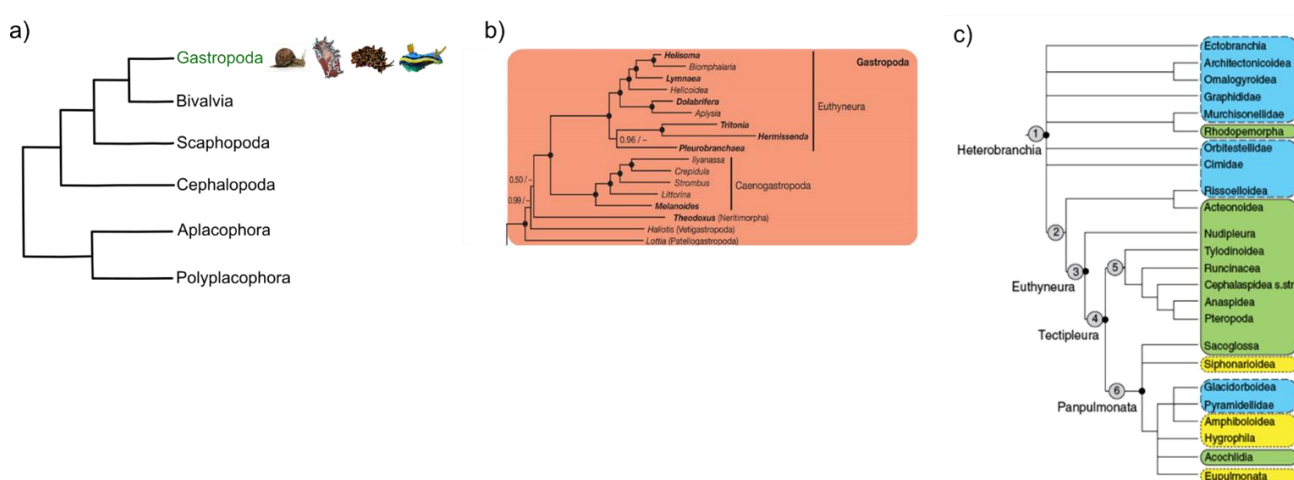 a)
Gastropoda
Bivalvia
Scaphopoda
Cephalopoda
Aplacophora
Polyplacophora
b)
Gastropoda
Helisoma
Biomphalaria
Lymnaea
Helicoidea
Dolabrifera
Aplysia
Euthyneura
Tritonia
Hermissenda
0.96 / –
Pleurobranchaea
Ilyanassa
Crepidula
Strombus
Caenogastropoda
Littorina
Melanoides
0.50 / –
0.99 / –
Theodoxus (Neritimorpha)
Haliotis (Vetigastropoda)
Lottia (Patellogastropoda)
c)
Ectobranchia
Architectonicoidea
Omalogyroidea
Graphididae
Murchisonellidae
Rhodopemorpha
1
Heterobranchia
Orbitestellidae
Cimidae
Rissoelloidea
Acteonoidea
2
Nudipleura
Tylodinoidea
5
Runcinacea
3
Euthyneura
Cephalaspidea s.str
Anaspidea
Pteropoda
4
Tectipleura
Sacoglossa
Siphonarioidea
6
Panpulmonata
Glacidorboidea
Pyramidellidae
Amphiboloidea
Hygrophila
Acochlidia
Eupulmonata